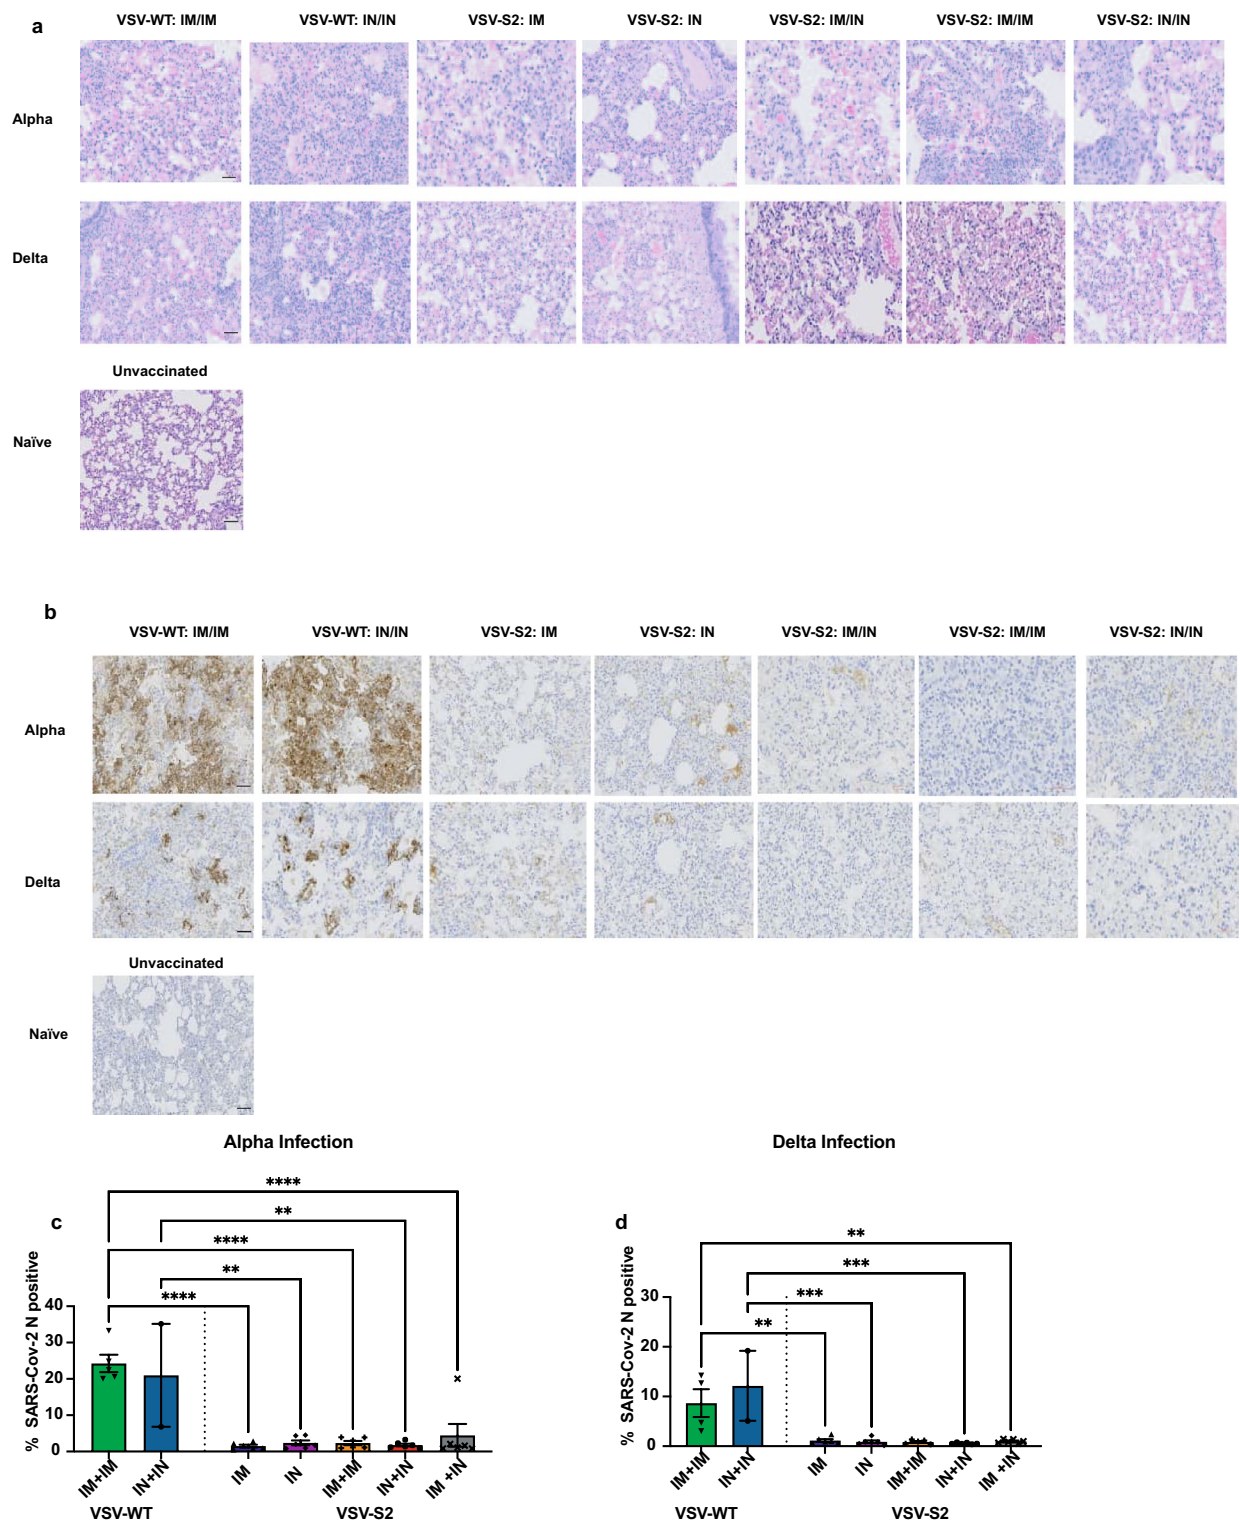 a
VSV-WT: IM/IM VSV-WT: IN/IN VSV-S2: IM VSV-S2: IN VSV-S2: IM/IN VSV-S2: IM/IM VSV-S2: IN/IN
Alpha
Delta
Unvaccinated
Naïve
b
VSV-WT: IM/IM VSV-WT: IN/IN VSV-S2: IM VSV-S2: IN VSV-S2: IM/IN VSV-S2: IM/IM VSV-S2: IN/IN
Alpha
Delta
Unvaccinated
Naïve
Alpha Infection
c
% SARS-Cov-2 N positive
****
**
****
**
****
40
30
20
10
0
IM+IM IN+IN IM IN IM+IM IN+IN IM +IN
VSV-WT VSV-S2
Delta Infection
d
% SARS-Cov-2 N positive
**
***
***
**
30
20
10
0
IM+IM IN+IN IM IN IM+IM IN+IN IM +IN
VSV-WT VSV-S2